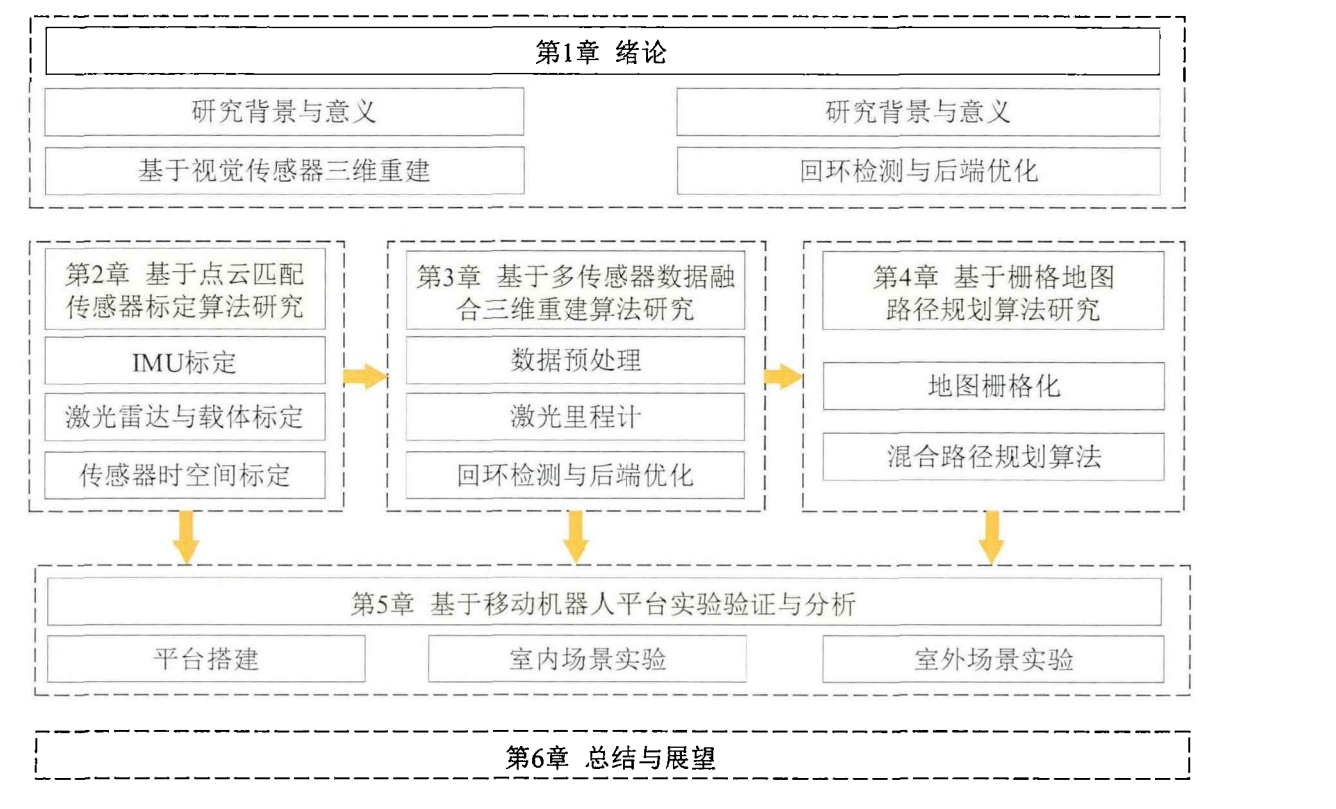 第1章 绪论
研究背景与意义
研究背景与意义
基于视觉传感器三维重建
回环检测与后端优化
第2章 基于点云匹配
传感器标定算法研究
IMU标定
激光雷达与载体标定
传感器时空间标定
第3章 基于多传感器数据融
合三维重建算法研究
数据预处理
激光里程计
回环检测与后端优化
第4章 基于栅格地图
路径规划算法研究
地图栅格化
混合路径规划算法
第5章 基于移动机器人平台实验验证与分析
平台搭建
室内场景实验
室外场景实验
第6章 总结与展望